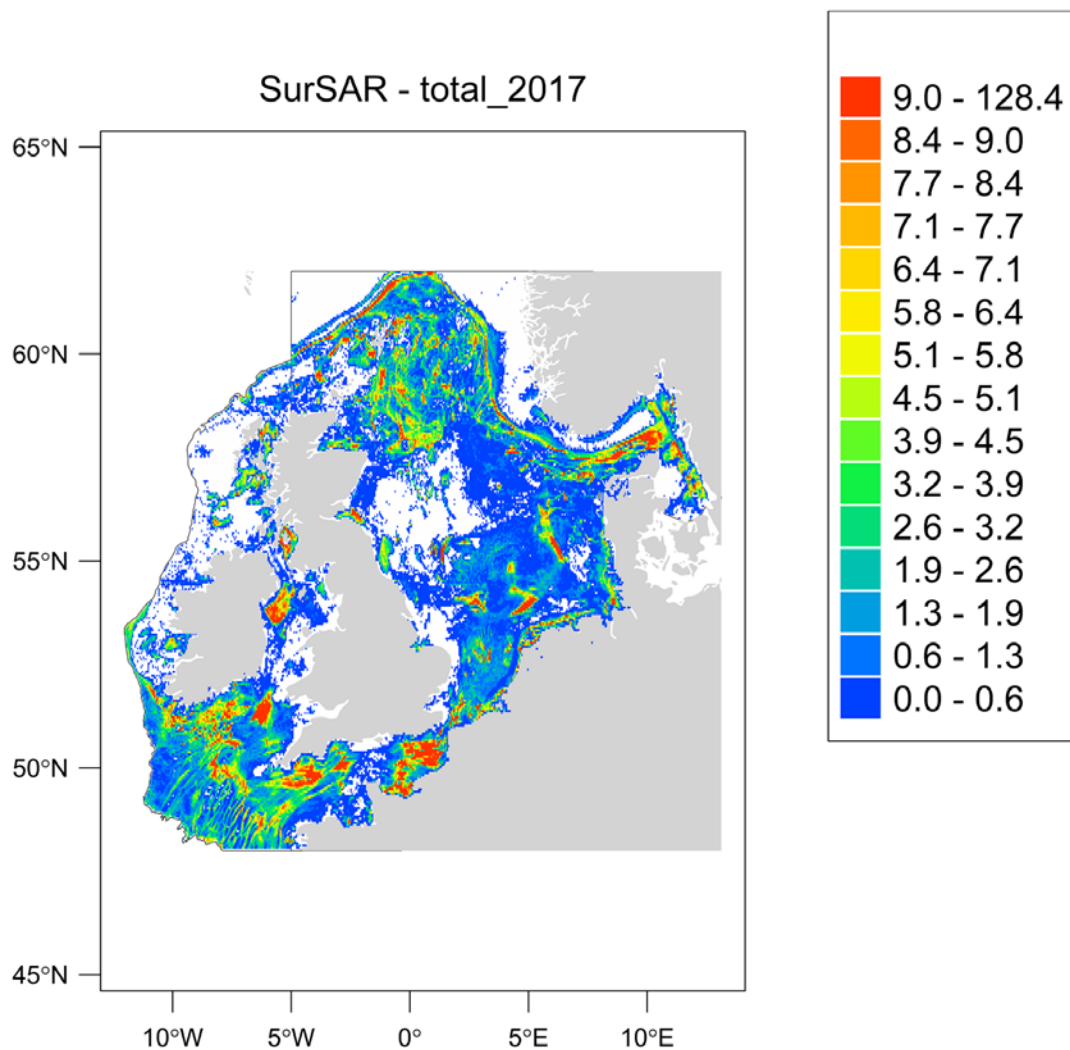 SurSAR - total_2017
65°N
60°N
55°N
50°N
45°N
10°W 5°W 0° 5°E 10°E
9.0 - 128.4
8.4 - 9.0
7.7 - 8.4
7.1 - 7.7
6.4 - 7.1
5.8 - 6.4
5.1 - 5.8
4.5 - 5.1
3.9 - 4.5
3.2 - 3.9
2.6 - 3.2
1.9 - 2.6
1.3 - 1.9
0.6 - 1.3
0.0 - 0.6